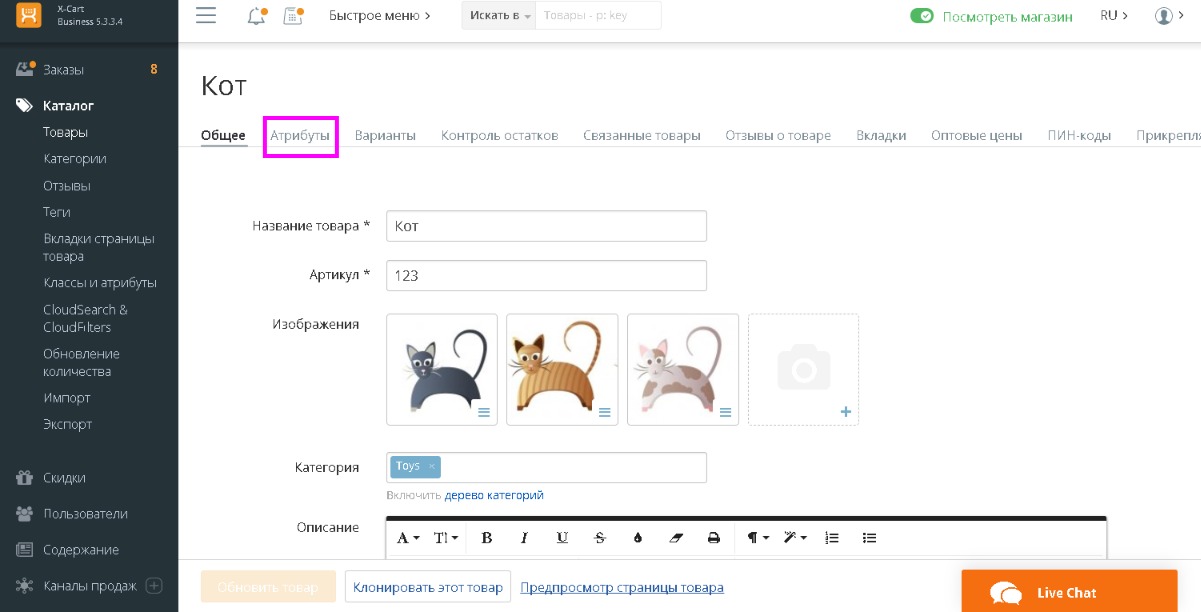 X-Cart
Business 5.3.3.4
Быстрое меню
Искать в
Товары - p: key
Посмотреть магазин
RU
Заказы
8
Каталог
Товары
Категории
Отзывы
Теги
Вкладки страницы
товара
Классы и атрибуты
CloudSearch &
CloudFilters
Обновление
количества
Импорт
Экспорт
Скидки
Пользователи
Содержание
Каналы продаж
Кот
Общее Атрибуты Варианты Контроль остатков Связанные товары Отзывы о товаре Вкладки Оптовые цены ПИН-коды Прикрепля
Название товара * Кот
Артикул * 123
Изображения
Категория Toys ×
Включить дерево категорий
Описание
A T! B I U S
Обновить товар Клонировать этот товар Предпросмотр страницы товара
Live Chat